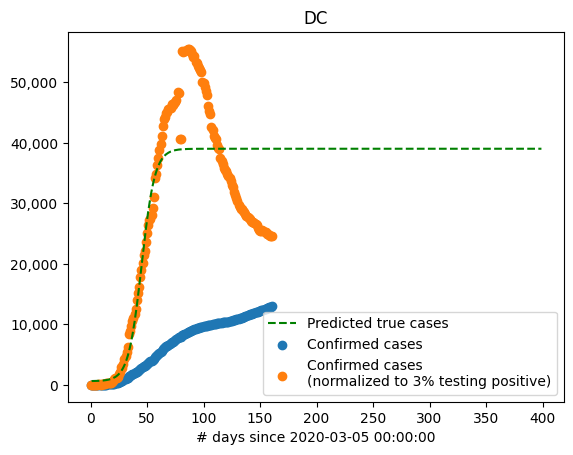 DC
50,000
40,000
30,000
20,000
10,000
0
Predicted true cases
Confirmed cases
Confirmed cases
(normalized to 3% testing positive)
0 50 100 150 200 250 300 350 400
# days since 2020-03-05 00:00:00